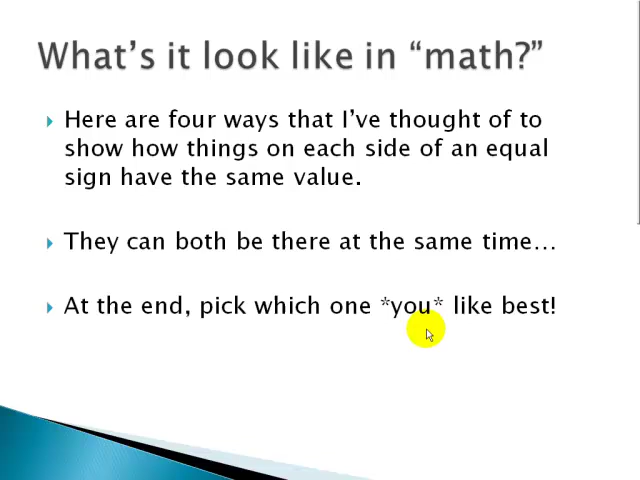 What's it look like in “math?”
Here are four ways that I've thought of to
show how things on each side of an equal
sign have the same value.
They can both be there at the same time…
At the end, pick which one *you* like best!